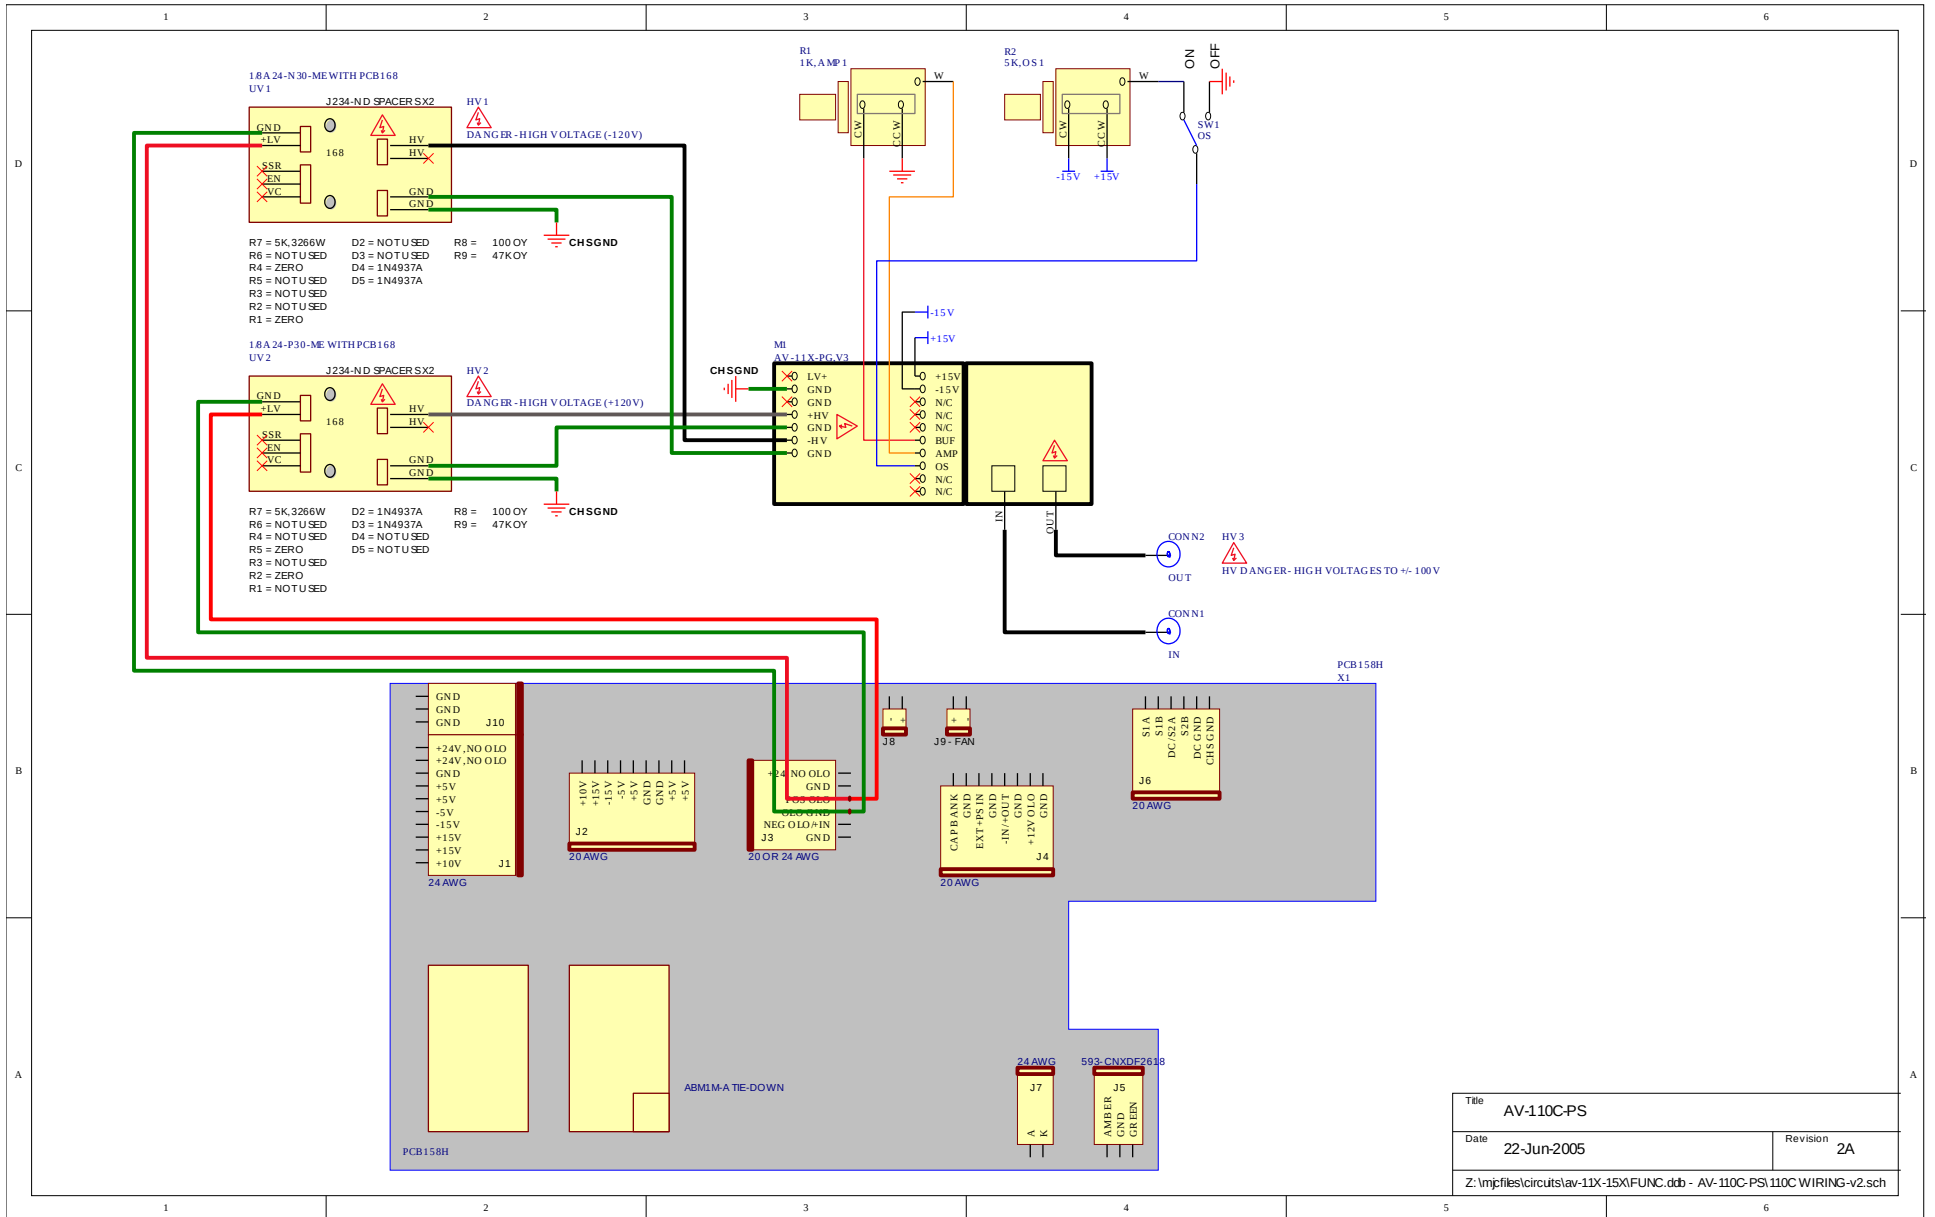 1 2 3 4 5 6
D
C
B
A
1/8A 24-N30-ME WITH PCB168
UV1
J234-ND SPACERS X2
GND
+LV
SSR
EN
VC
168
HV
HV
GND
GND
HV1
DANGER - HIGH VOLTAGE (-120V)
CHSGND
R7 = 5K, 3266W D2 = NOT USED R8 = 100 OY
R6 = NOT USED D3 = NOT USED R9 = 47K OY
R4 = ZERO D4 = 1N4937A
R5 = NOT USED D5 = 1N4937A
R3 = NOT USED
R2 = NOT USED
R1 = ZERO
1/8A 24-P30-ME WITH PCB168
UV2
J234-ND SPACERS X2
GND
+LV
SSR
EN
VC
168
HV
HV
GND
GND
HV2
DANGER - HIGH VOLTAGE (+120V)
CHSGND
R7 = 5K, 3266W D2 = 1N4937A R8 = 100 OY
R6 = NOT USED D3 = 1N4937A R9 = 47K OY
R4 = NOT USED D4 = NOT USED
R5 = ZERO D5 = NOT USED
R3 = NOT USED
R2 = ZERO
R1 = NOT USED
R1
1K, AMP1
W
CW
CCW
R2
5K, OS1
W
CW
CCW
-15V
+15V
ON
OFF
SW1
OS
-15V
+15V
M1
AV-11X-PG, V3
CHSGND
LV+
GND
GND
+HV
GND
-HV
GND
+15V
-15V
N/C
N/C
N/C
BUF
AMP
OS
N/C
N/C
IN
OUT
CONN2
OUT
HV3
HV DANGER - HIGH VOLTAGES TO +/- 100V
CONN1
IN
PCB158H
X1
GND
GND
GND
J10
+24V, NO OLO
+24V, NO OLO
GND
+5V
+5V
-5V
-15V
+15V
+15V
+10V
J1
24 AWG
+10V
+15V
-15V
-5V
+5V
GND
GND
+5V
+5V
J2
20 AWG
+24 NO OLO
GND
POS OLO
OLO GND
NEG OLO/+IN
GND
J3
20 OR 24 AWG
- +
J8
+ -
J9 - FAN
CAP BANK
GND
EXT +PS IN
GND
-IN/+OUT
GND
+12V OLO
GND
J4
20 AWG
S1A
S1B
DC/S2A
S2B
DC GND
CHS GND
J6
20 AWG
ABM1M-A TIE-DOWN
PCB158H
24 AWG
J7
A
K
593-CNXDF2618
J5
AMBER
GND
GREEN
Title
AV-110C-PS
Date
22-Jun-2005
Revision
2A
Z:\mjcfiles\circuits\av-11X-15X\FUNC.ddb - AV-110C-PS\110C WIRING-v2.sch
D
C
B
A
1 2 3 4 5 6